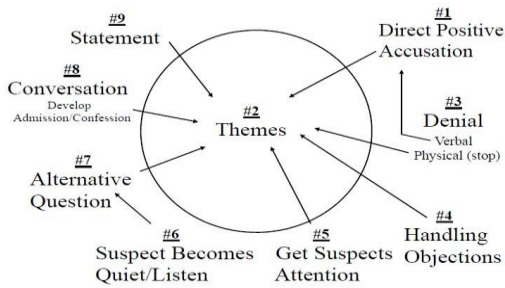 #1
Direct Positive
Accusation
#2
Themes
#3
Denial
Verbal
Physical (stop)
#4
Handling
Objections
#5
Get Suspects
Attention
#6
Suspect Becomes
Quiet/Listen
#7
Alternative
Question
#8
Conversation
Develop
Admission/Confession
#9
Statement